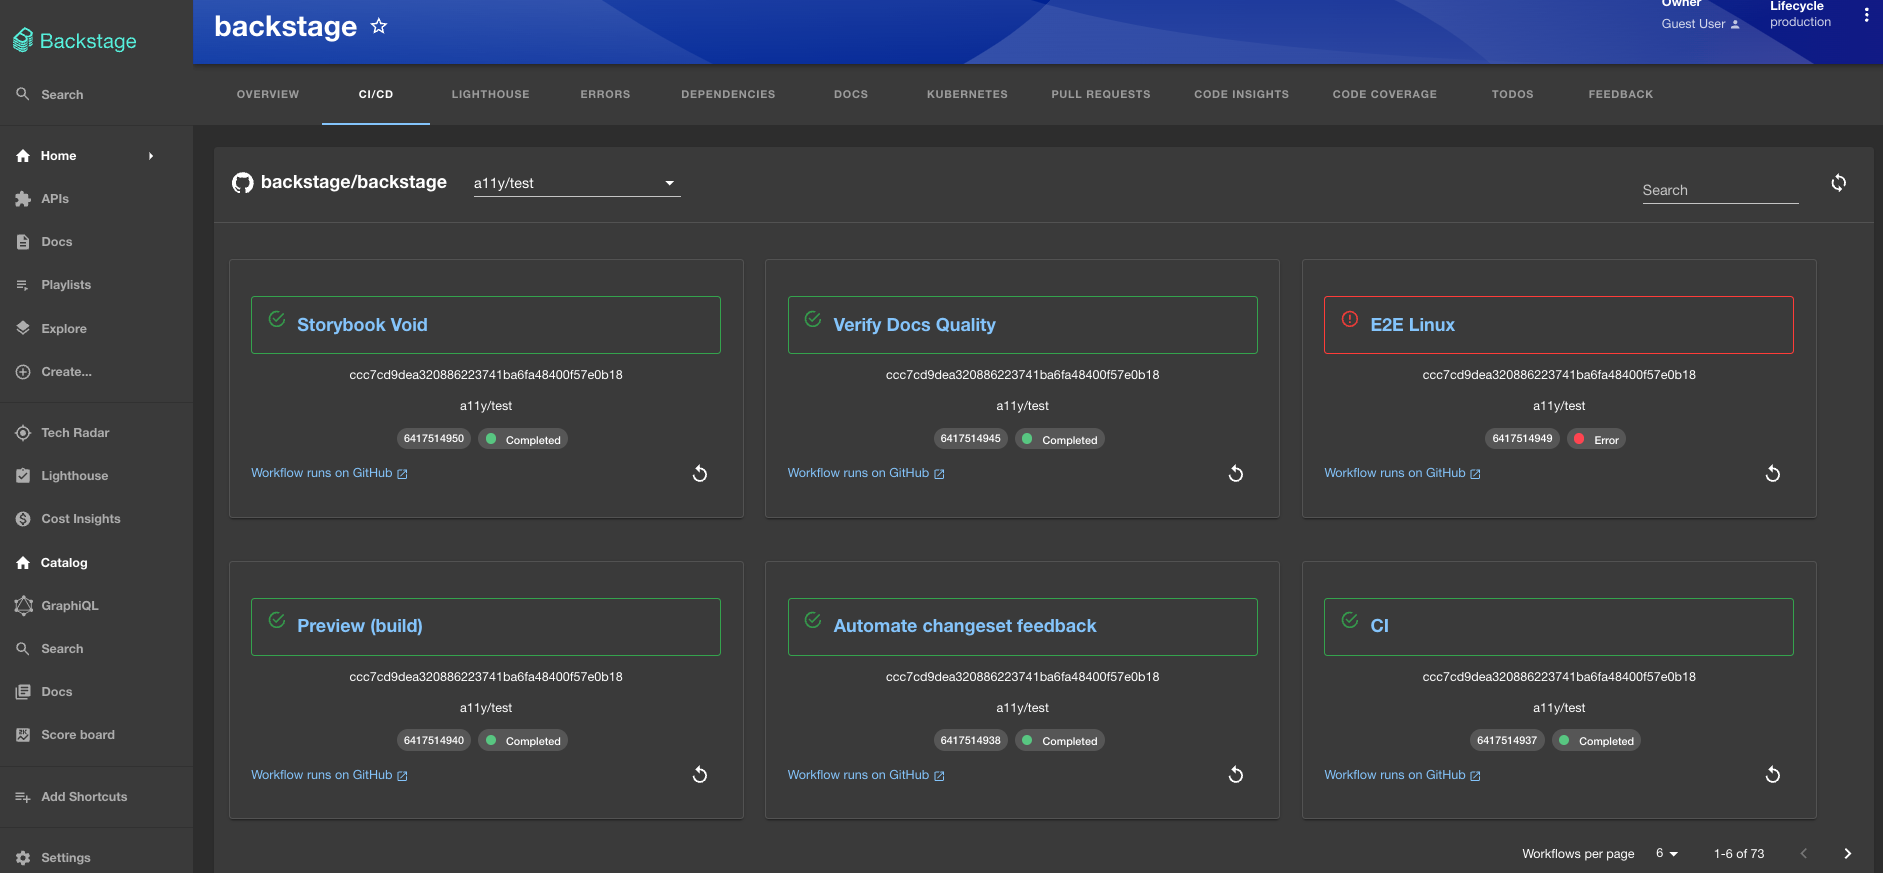 Backstage
Search
Home
APIs
Docs
Playlists
Explore
Create...
Tech Radar
Lighthouse
Cost Insights
Catalog
GraphiQL
Search
Docs
Score board
Add Shortcuts
Settings
backstage
Owner
Guest User
Lifecycle
production
OVERVIEW CI/CD LIGHTHOUSE ERRORS DEPENDENCIES DOCS KUBERNETES PULL REQUESTS CODE INSIGHTS CODE COVERAGE TODOS FEEDBACK
backstage/backstage a11y/test Search
Storybook Void
ccc7cd9dea320886223741ba6fa48400f57e0b18
a11y/test
6417514950 Completed
Workflow runs on GitHub
Verify Docs Quality
ccc7cd9dea320886223741ba6fa48400f57e0b18
a11y/test
6417514945 Completed
Workflow runs on GitHub
E2E Linux
ccc7cd9dea320886223741ba6fa48400f57e0b18
a11y/test
6417514949 Error
Workflow runs on GitHub
Preview (build)
ccc7cd9dea320886223741ba6fa48400f57e0b18
a11y/test
6417514940 Completed
Workflow runs on GitHub
Automate changeset feedback
ccc7cd9dea320886223741ba6fa48400f57e0b18
a11y/test
6417514938 Completed
Workflow runs on GitHub
CI
ccc7cd9dea320886223741ba6fa48400f57e0b18
a11y/test
6417514937 Completed
Workflow runs on GitHub
Workflows per page 6 1-6 of 73